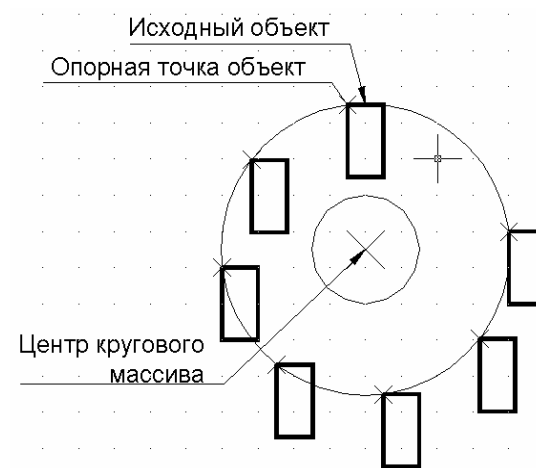 Исходный объект
Опорная точка объект
Центр кругового
массива